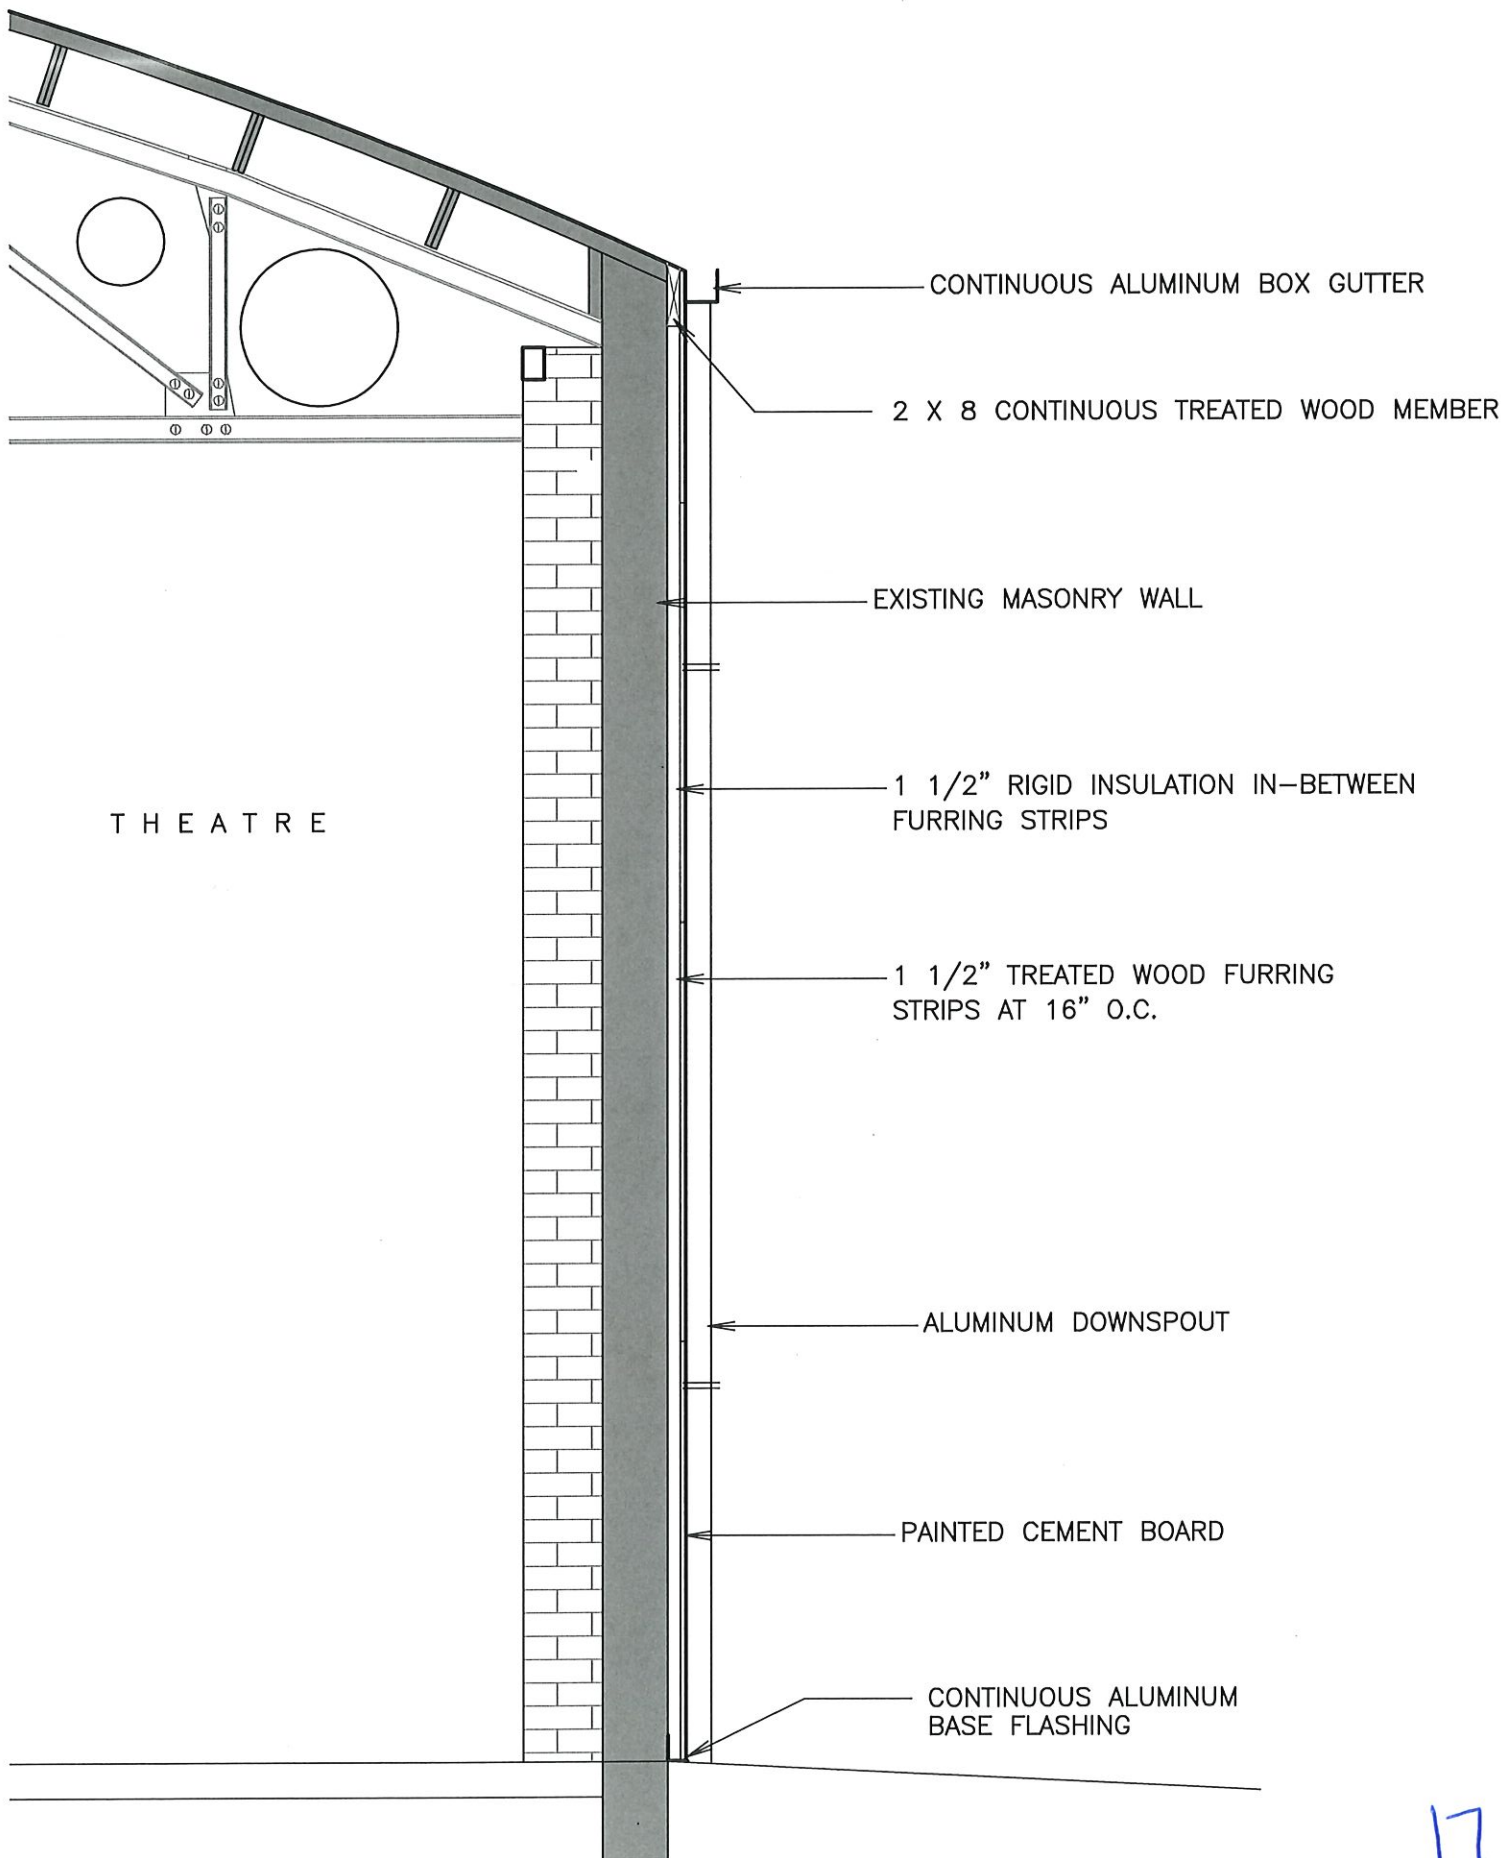 CONTINUOUS ALUMINUM BOX GUTTER
2 X 8 CONTINUOUS TREATED WOOD MEMBER
EXISTING MASONRY WALL
1 1/2” RIGID INSULATION IN-BETWEEN
FURRING STRIPS
THEATRE
1 1/2” TREATED WOOD FURRING
STRIPS AT 16” O.C.
ALUMINUM DOWNSPOUT
PAINTED CEMENT BOARD
CONTINUOUS ALUMINUM
BASE FLASHING
17